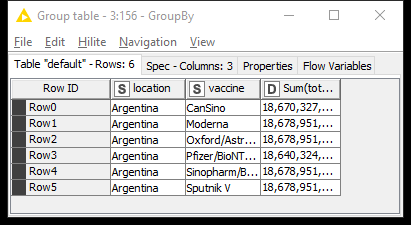 Group table - 3:156 - GroupBy
File Edit Hilite Navigation View
Table "default" - Rows: 6 Spec - Columns: 3 Properties Flow Variables
Row ID S location S vaccine D Sum(tot...
Row0 Argentina CanSino 18,670,327,...
Row1 Argentina Moderna 18,678,951,...
Row2 Argentina Oxford/Astr... 18,678,951,...
Row3 Argentina Pfizer/BioNT... 18,640,324,...
Row4 Argentina Sinopharm/B... 18,678,951,...
Row5 Argentina Sputnik V 18,678,951,...